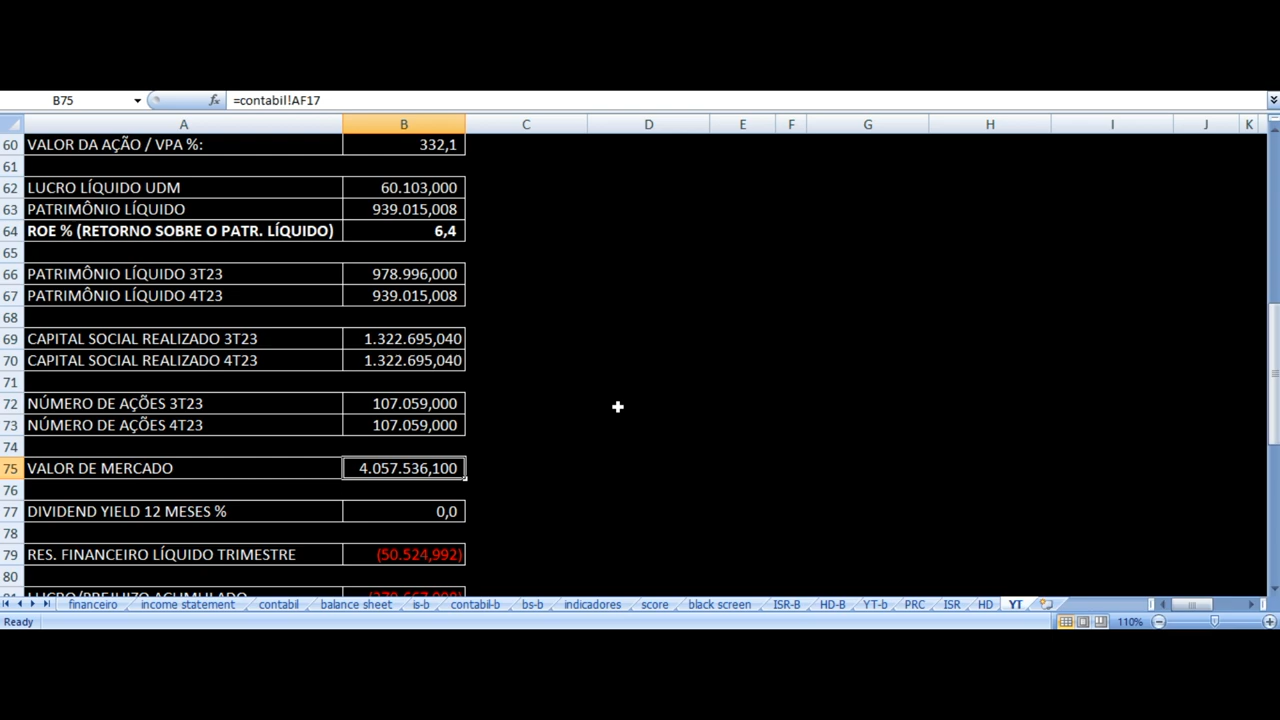 B75 fx =contabil!AF17
A B C D E F G H I J K
60 VALOR DA AÇÃO / VPA %: 332,1
61
62 LUCRO LÍQUIDO UDM 60.103,000
63 PATRIMÔNIO LÍQUIDO 939.015,008
64 ROE % (RETORNO SOBRE O PATR. LÍQUIDO) 6,4
65
66 PATRIMÔNIO LÍQUIDO 3T23 978.996,000
67 PATRIMÔNIO LÍQUIDO 4T23 939.015,008
68
69 CAPITAL SOCIAL REALIZADO 3T23 1.322.695,040
70 CAPITAL SOCIAL REALIZADO 4T23 1.322.695,040
71
72 NÚMERO DE AÇÕES 3T23 107.059,000
73 NÚMERO DE AÇÕES 4T23 107.059,000
74
75 VALOR DE MERCADO 4.057.536,100
76
77 DIVIDEND YIELD 12 MESES % 0,0
78
79 RES. FINANCEIRO LÍQUIDO TRIMESTRE (50.524,992)
80
LUCRO/PREJUIZO ACUMULADO
financeiro income statement contabil balance sheet is-b contabil-b bs-b indicadores score black screen ISR-B HD-B YT-b PRC ISR HD YT
Ready 110%